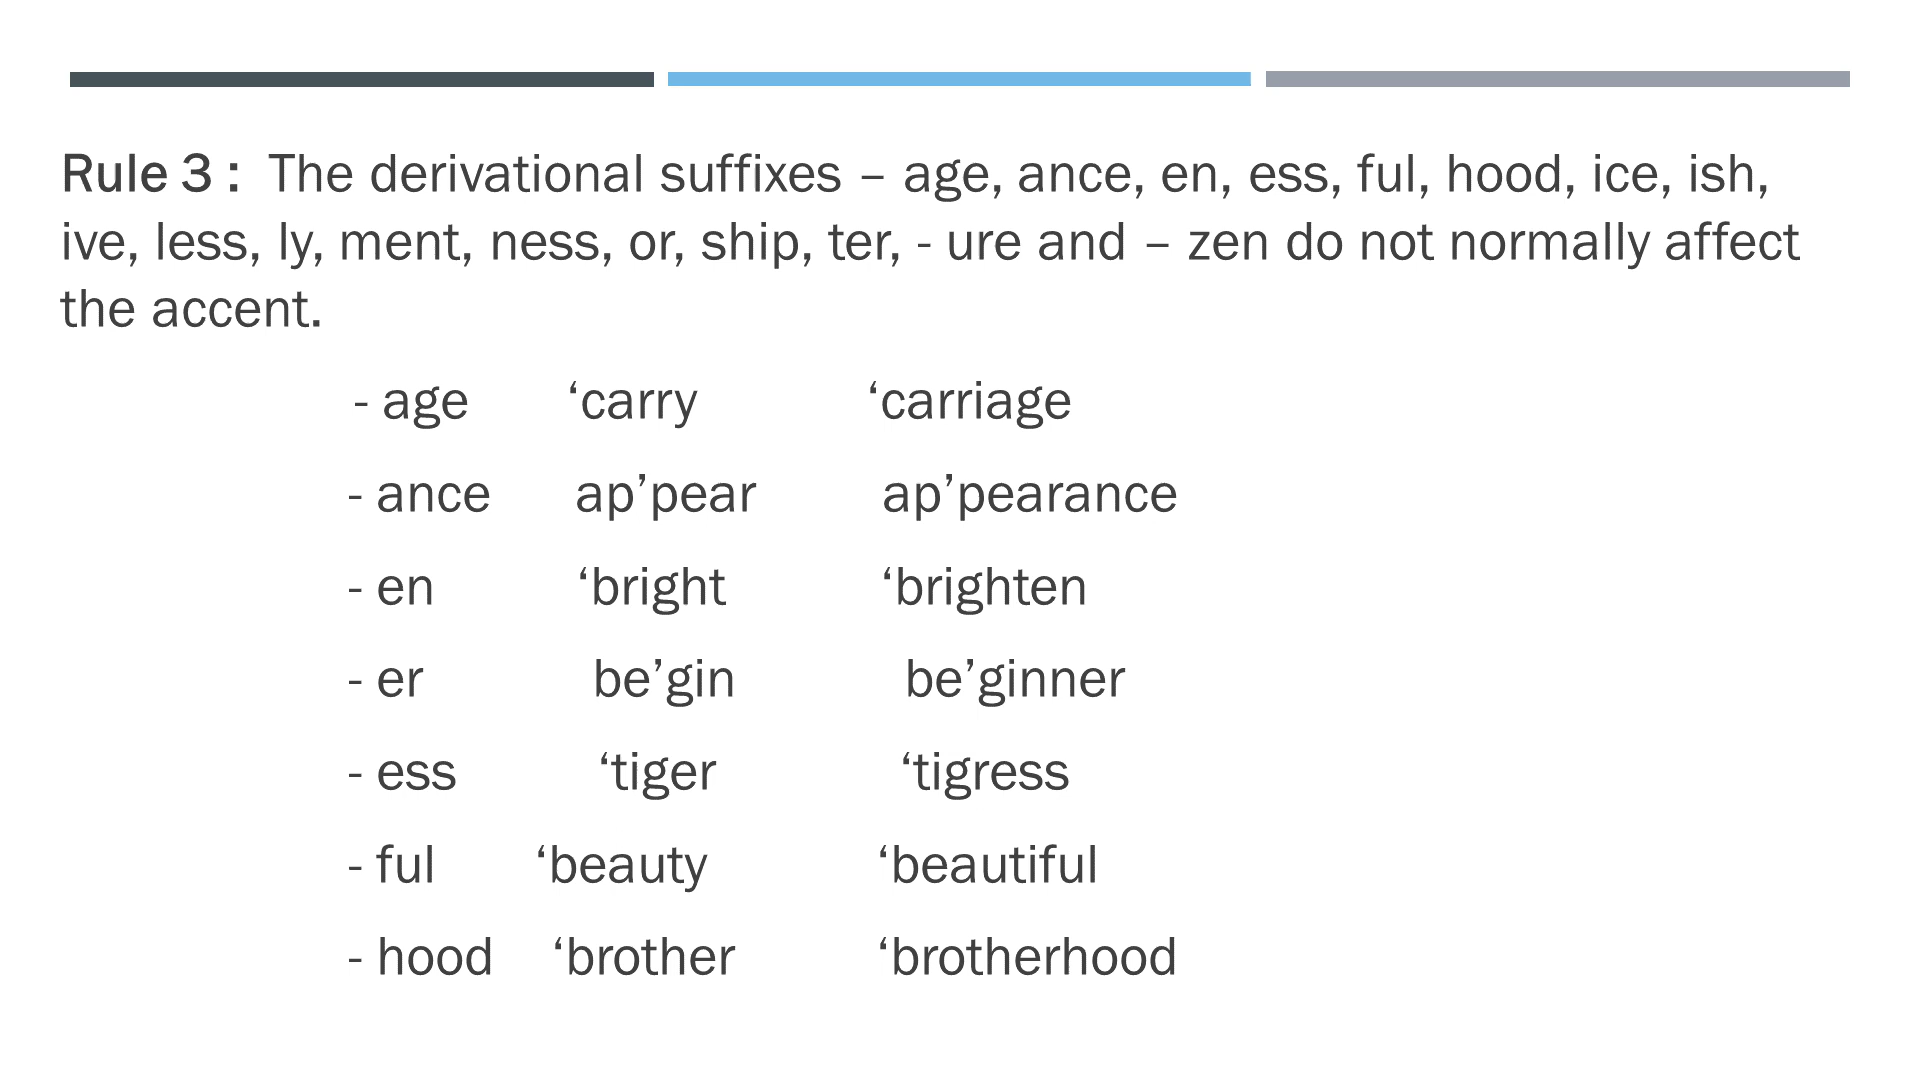 Rule 3 : The derivational suffixes – age, ance, en, ess, ful, hood, ice, ish,
ive, less, ly, ment, ness, or, ship, ter, - ure and – zen do not normally affect
the accent.
- age ‘carry ‘carriage
- ance ap’pear ap’pearance
- en ‘bright ‘brighten
- er be’gin be’ginner
- ess ‘tiger ‘tigress
- ful ‘beauty ‘beautiful
- hood ‘brother ‘brotherhood